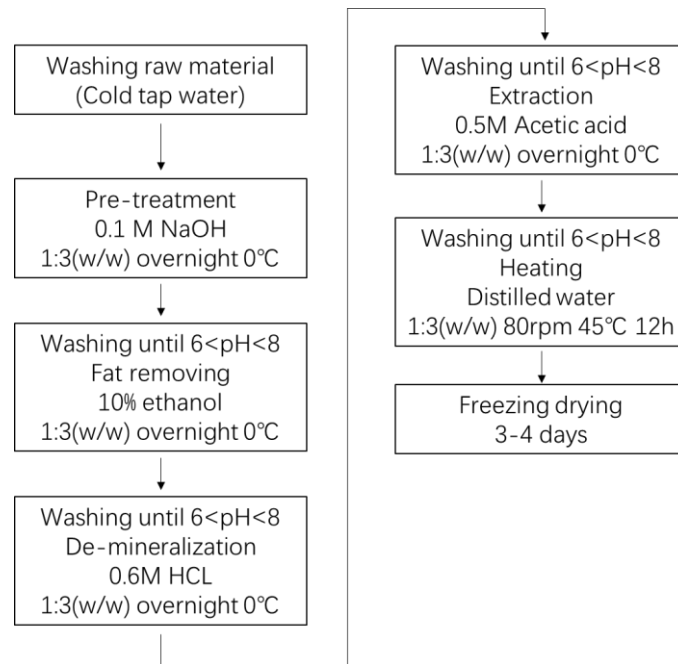 Washing raw material
(Cold tap water)
Pre-treatment
0.1 M NaOH
1:3(w/w) overnight 0℃
Washing until 6<pH<8
Fat removing
10% ethanol
1:3(w/w) overnight 0℃
Washing until 6<pH<8
De-mineralization
0.6M HCL
1:3(w/w) overnight 0℃
Washing until 6<pH<8
Extraction
0.5M Acetic acid
1:3(w/w) overnight 0℃
Washing until 6<pH<8
Heating
Distilled water
1:3(w/w) 80rpm 45℃ 12h
Freezing drying
3-4 days